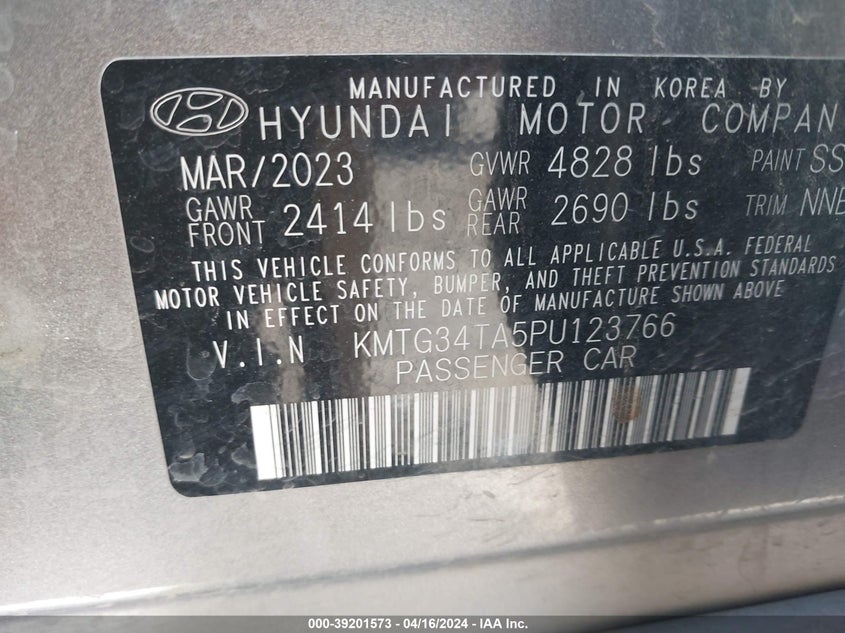 MANUFACTURED IN KOREA BY
HYUNDAI MOTOR COMPAN
MAR/2023 GVWR 4828 lbs PAINT SS
GAWR FRONT 2414 lbs GAWR REAR 2690 lbs TRIM NNB
THIS VEHICLE CONFORMS TO ALL APPLICABLE U.S.A. FEDERAL
MOTOR VEHICLE SAFETY, BUMPER, AND THEFT PREVENTION STANDARDS
IN EFFECT ON THE DATE OF MANUFACTURE SHOWN ABOVE
V.I.N KMTG34TA5PU123766
PASSENGER CAR
000-39201573 - 04/16/2024 - IAA Inc.